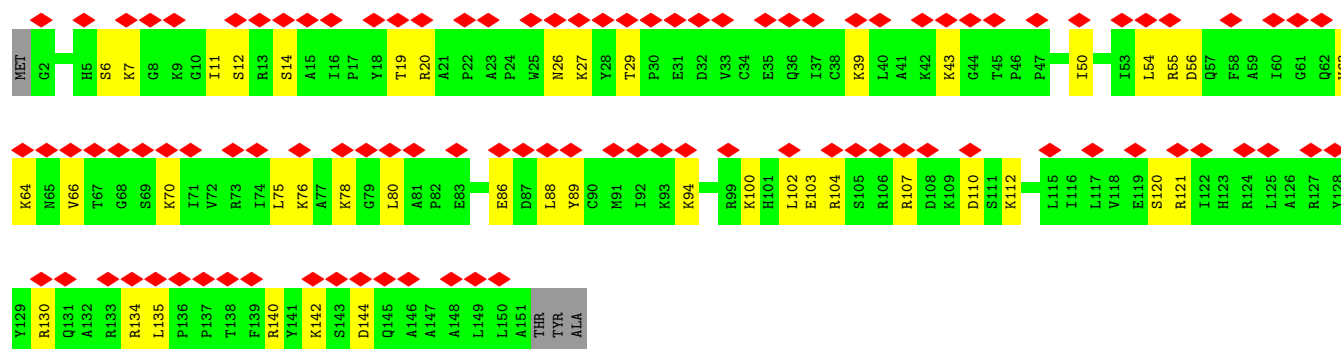 MET G2 H5 S6 K7 G8 K9 G10 I11 S12 R13 S14 A15 I16 P17 Y18 T19 R20 A21 P22 A23 P24 W25 N26 K27 Y28 T29 P30 E31 D32 V33 C34 E35 Q36 I37 C38 K39 L40 A41 K42 K43 G44 T45 P46 P47 I50 I53 L54 R55 D56 Q57 F58 A59 I60 G61 Q62
K64 N65 V66 T67 G68 S69 K70 I71 V72 R73 I74 L75 K76 A77 K78 G79 L80 A81 P82 E83 E86 D87 L88 Y89 C90 M91 I92 K93 K94 R99 K100 H101 L102 E103 R104 S105 R106 R107 D108 K109 D110 S111 K112 L115 I116 L117 V118 E119 S120 R121 I122 H123 R124 L125 A126 R127 Y128
Y129 R130 Q131 A132 R133 R134 L135 P136 P137 T138 F139 R140 Y141 K142 S143 D144 Q145 A146 A147 A148 L149 L150 A151 THR TYR ALA